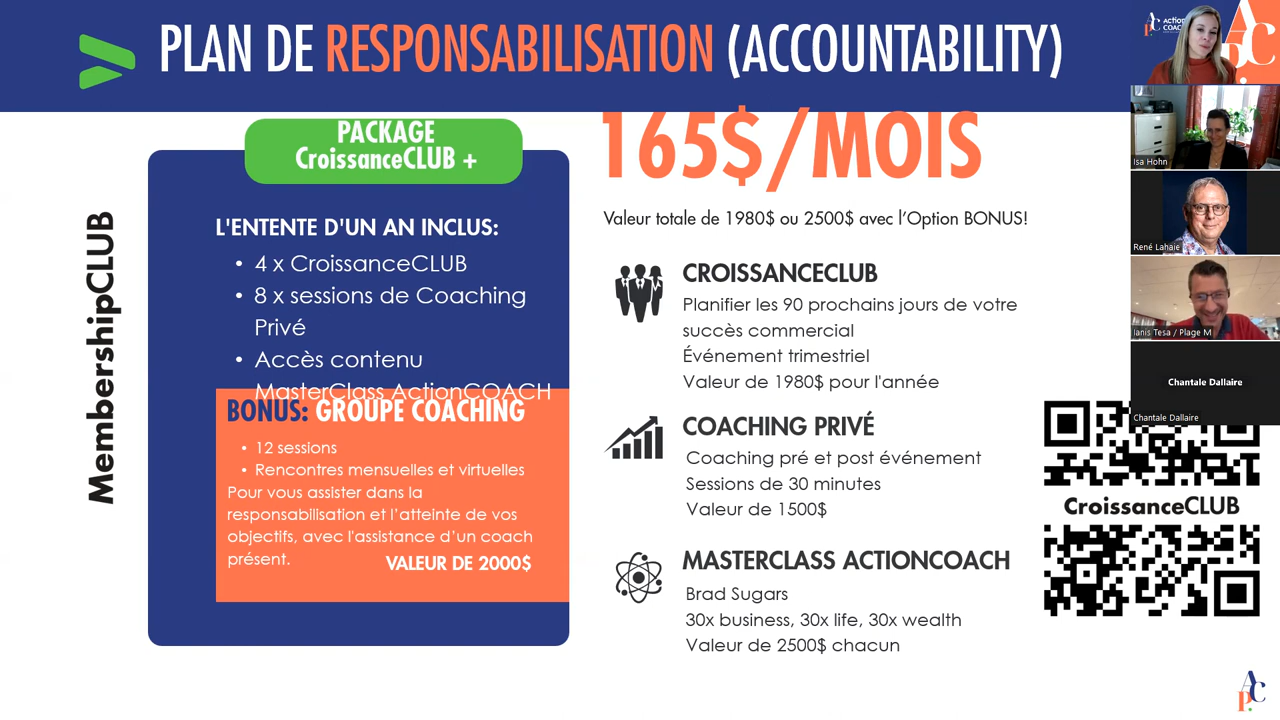 PLAN DE RESPONSABILISATION (ACCOUNTABILITY)
PACKAGE
CroissanceCLUB +
MembershipCLUB
L'ENTENTE D'UN AN INCLUS:
• 4 x CroissanceCLUB
• 8 x sessions de Coaching
Privé
• Accès contenu
MasterClass ActionCOACH
BONUS: GROUPE COACHING
• 12 sessions
• Rencontres mensuelles et virtuelles
Pour vous assister dans la
responsabilisation et l'atteinte de vos
objectifs, avec l'assistance d'un coach
présent.
VALEUR DE 2000$
165$/MOIS
Valeur totale de 1980$ ou 2500$ avec l'Option BONUS!
CROISSANCECLUB
Planifier les 90 prochains jours de votre
succès commercial
Événement trimestriel
Valeur de 1980$ pour l'année
COACHING PRIVÉ
Coaching pré et post événement
Sessions de 30 minutes
Valeur de 1500$
MASTERCLASS ACTIONCOACH
Brad Sugars
30x business, 30x life, 30x wealth
Valeur de 2500$ chacun
Isa Hohn
René Lahaie
Ianis Tesa / Plage M
Chantale Dallaire
Chantale Dallaire
CroissanceCLUB